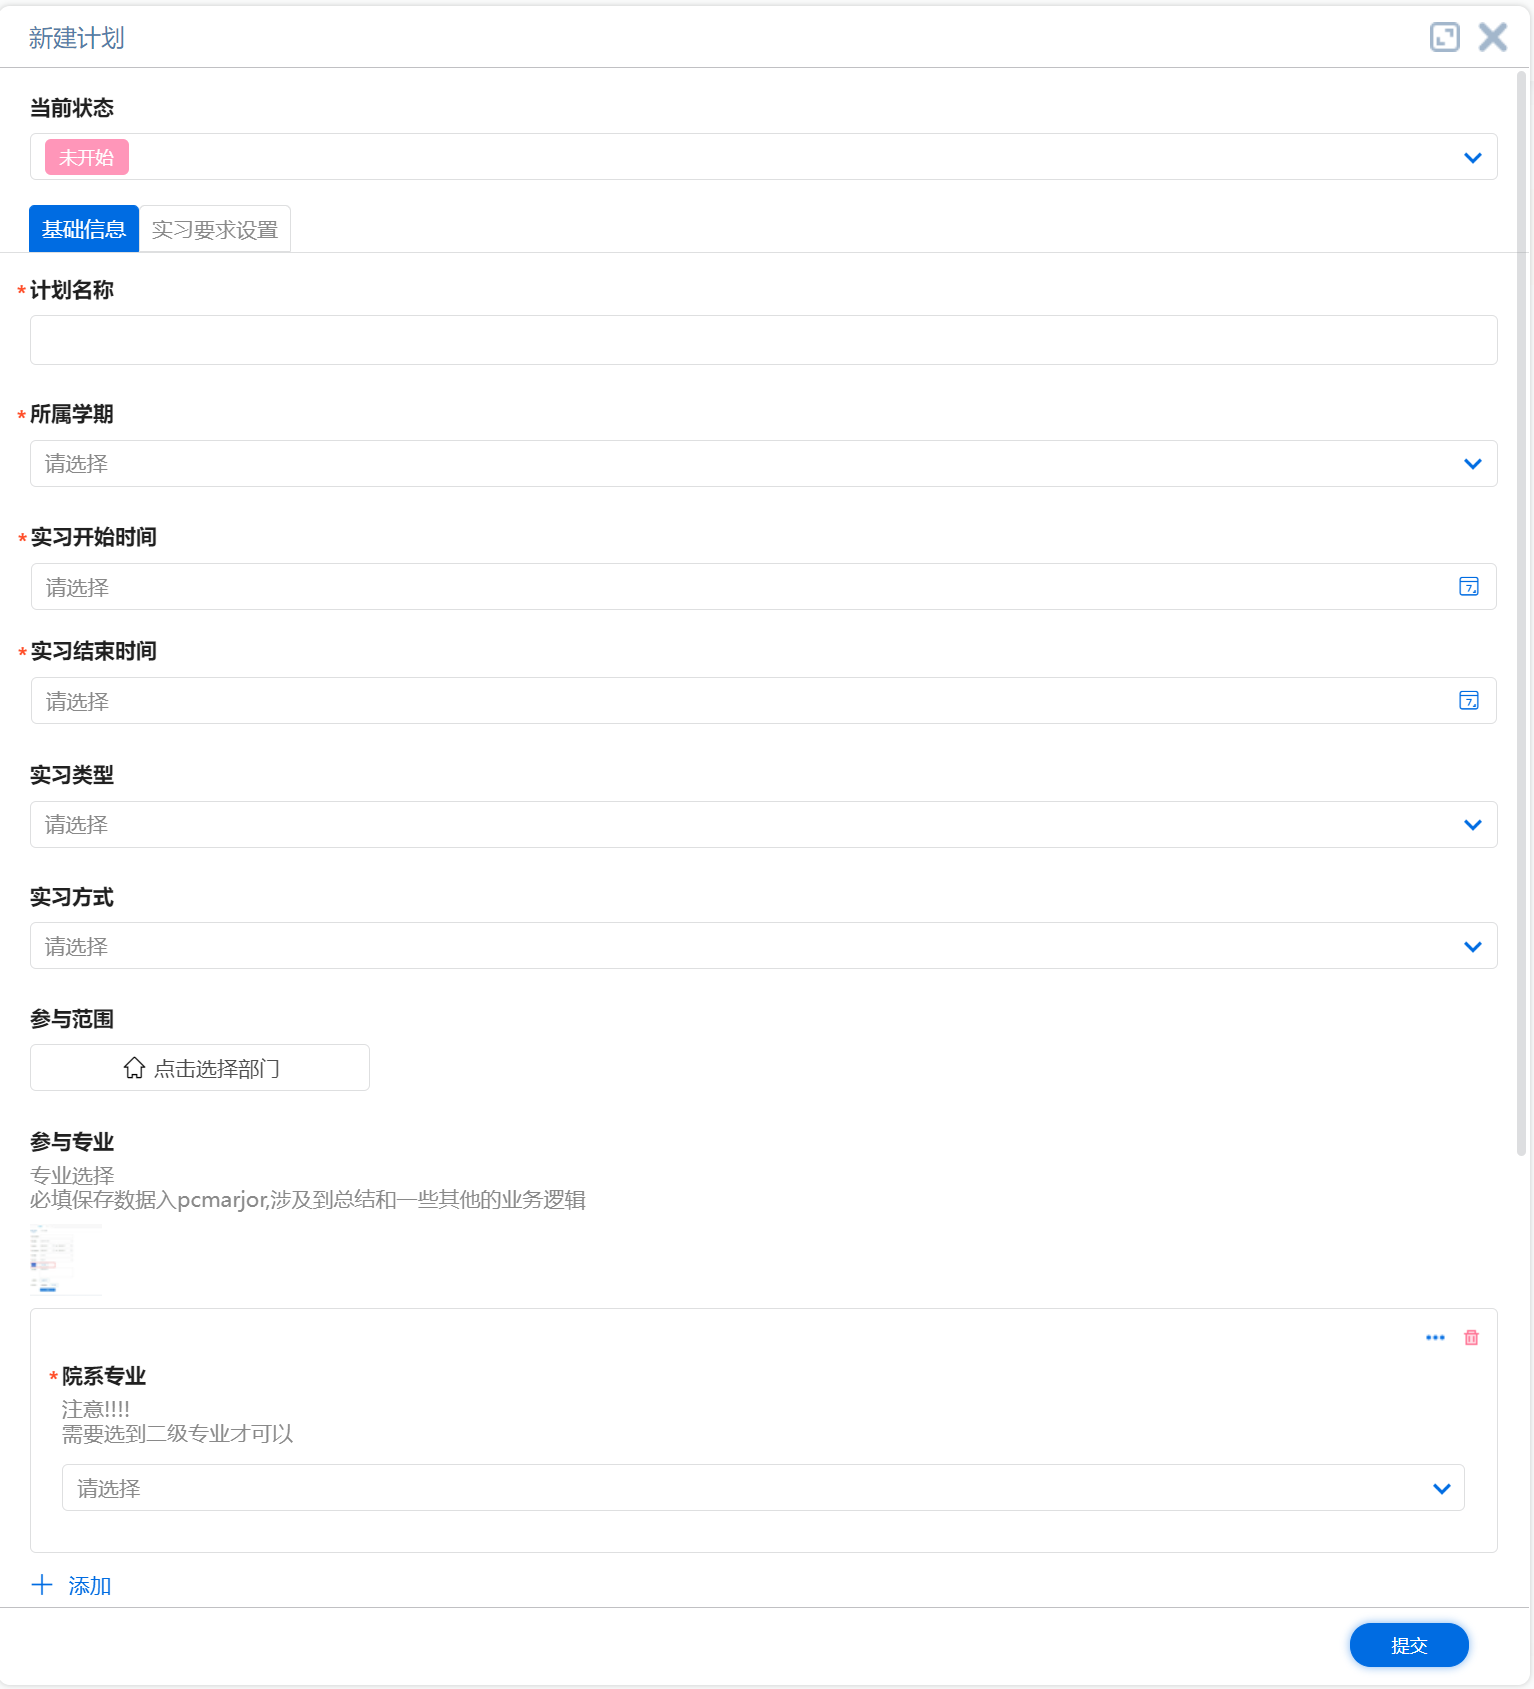 新建计划
当前状态
未开始
基础信息 实习要求设置
*计划名称
*所属学期
请选择
*实习开始时间
请选择
*实习结束时间
请选择
实习类型
请选择
实习方式
请选择
参与范围
点击选择部门
参与专业
专业选择
必填保存数据入pcmarjor,涉及到总结和一些其他的业务逻辑
*院系专业
注意!!!!
需要选到二级专业才可以
请选择
添加
提交